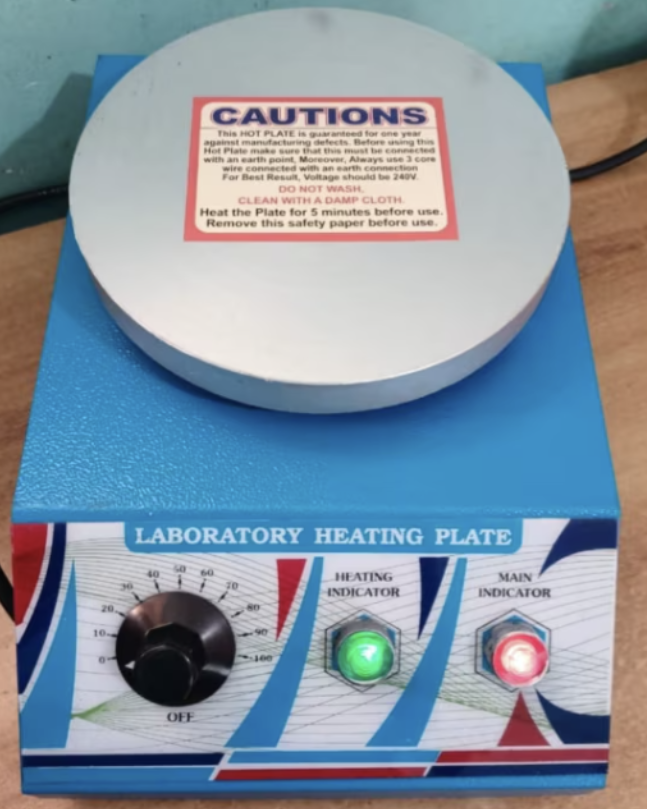 CAUTIONS
This HOT PLATE is guaranteed for one year
against manufacturing defects. Before using this
Hot Plate make sure that this must be connected
with an earth point, Moreover, Always use 3 core
wire connected with an earth connection
For Best Result, Voltage should be 240V.
DO NOT WASH.
CLEAN WITH A DAMP CLOTH.
Heat the Plate for 5 minutes before use.
Remove this safety paper before use.
LABORATORY HEATING PLATE
0
10
20
30
40
50
60
70
80
90
100
OFF
HEATING
INDICATOR
MAIN
INDICATOR